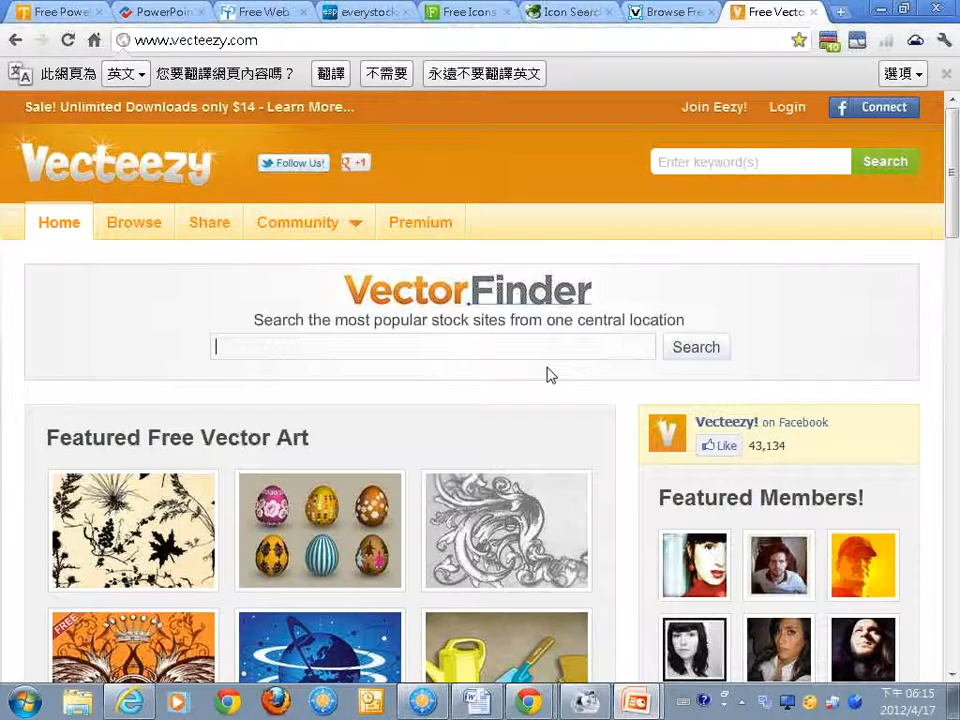 Free Powe
PowerPoin
Free Web
esp everystock
Free Icons
Icon Search
Browse Fre
Free Vecto
www.vecteezy.com
10
此網頁為 英文 您要翻譯網頁內容嗎？ 翻譯 不需要 永遠不要翻譯英文 選項
Sale! Unlimited Downloads only $14 - Learn More...
Join Eezy! Login Connect
Vecteezy
Follow Us!
+1
Enter keyword(s) Search
Home Browse Share Community Premium
VectorFinder
Search the most popular stock sites from one central location
Search
Featured Free Vector Art
Vecteezy! on Facebook
Like 43,134
Featured Members!
FREE
下午 06:15
2012/4/17